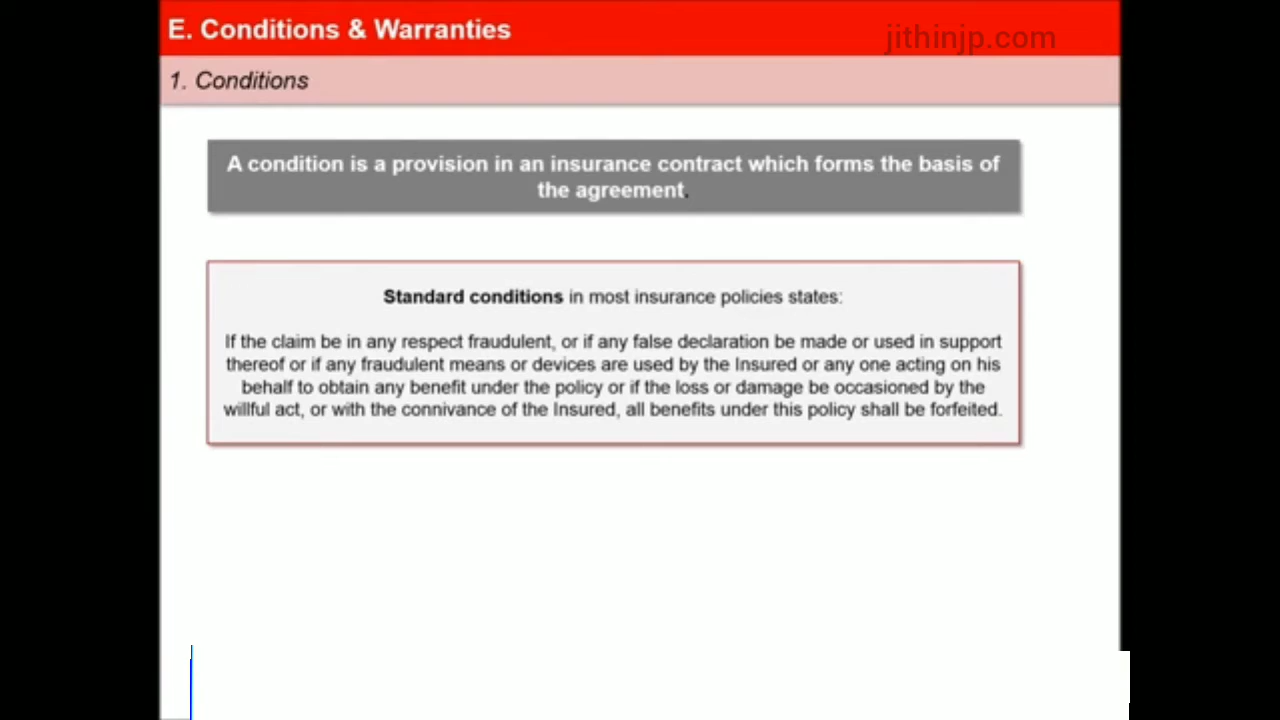 E. Conditions & Warranties
jithinjp.com
1. Conditions
A condition is a provision in an insurance contract which forms the basis of
the agreement.
Standard conditions in most insurance policies states:
If the claim be in any respect fraudulent, or if any false declaration be made or used in support
thereof or if any fraudulent means or devices are used by the Insured or any one acting on his
behalf to obtain any benefit under the policy or if the loss or damage be occasioned by the
willful act, or with the connivance of the Insured, all benefits under this policy shall be forfeited.